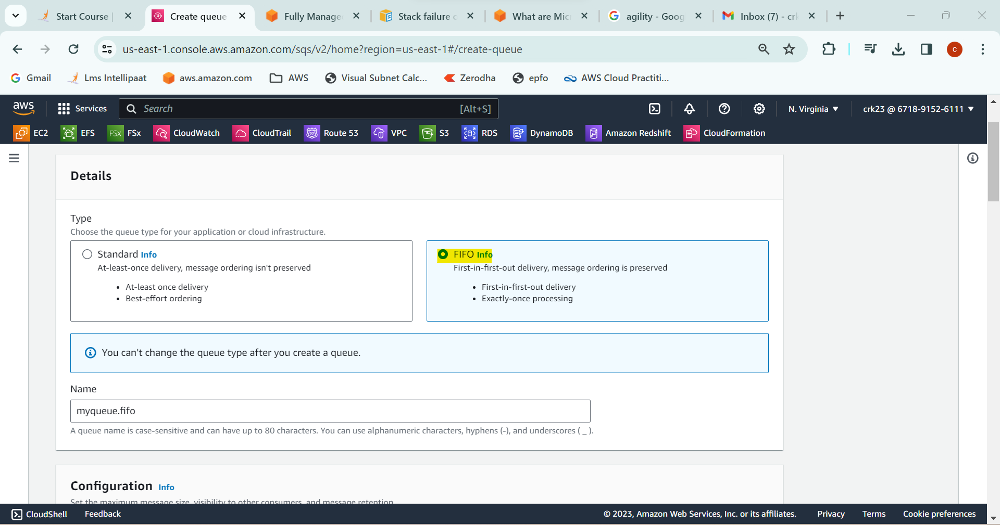 Start Course
Create queue
Fully Manage
Stack failure
What are Mic
agility - Goog
Inbox (7) - crk
us-east-1.console.aws.amazon.com/sqs/v2/home?region=us-east-1#/create-queue
C
Gmail
Lms Intellipaat
aws.amazon.com
AWS
Visual Subnet Calc...
Zerodha
epfo
AWS Cloud Practiti...
aws
Services
Search
[Alt+S]
N. Virginia
crk23 @ 6718-9152-6111
EC2
EFS
FSx
FSx
CloudWatch
CloudTrail
53
Route 53
VPC
S3
RDS
DynamoDB
Amazon Redshift
CloudFormation
Details
Type
Choose the queue type for your application or cloud infrastructure.
Standard Info
At-least-once delivery, message ordering isn't preserved
• At-least once delivery
• Best-effort ordering
FIFO Info
First-in-first-out delivery, message ordering is preserved
• First-in-first-out delivery
• Exactly-once processing
You can't change the queue type after you create a queue.
Name
myqueue.fifo
A queue name is case-sensitive and can have up to 80 characters. You can use alphanumeric characters, hyphens (-), and underscores ( _ ).
Configuration Info
Set the maximum message size, visibility to other consumers, and message retention.
CloudShell
Feedback
© 2023, Amazon Web Services, Inc. or its affiliates.
Privacy
Terms
Cookie preferences